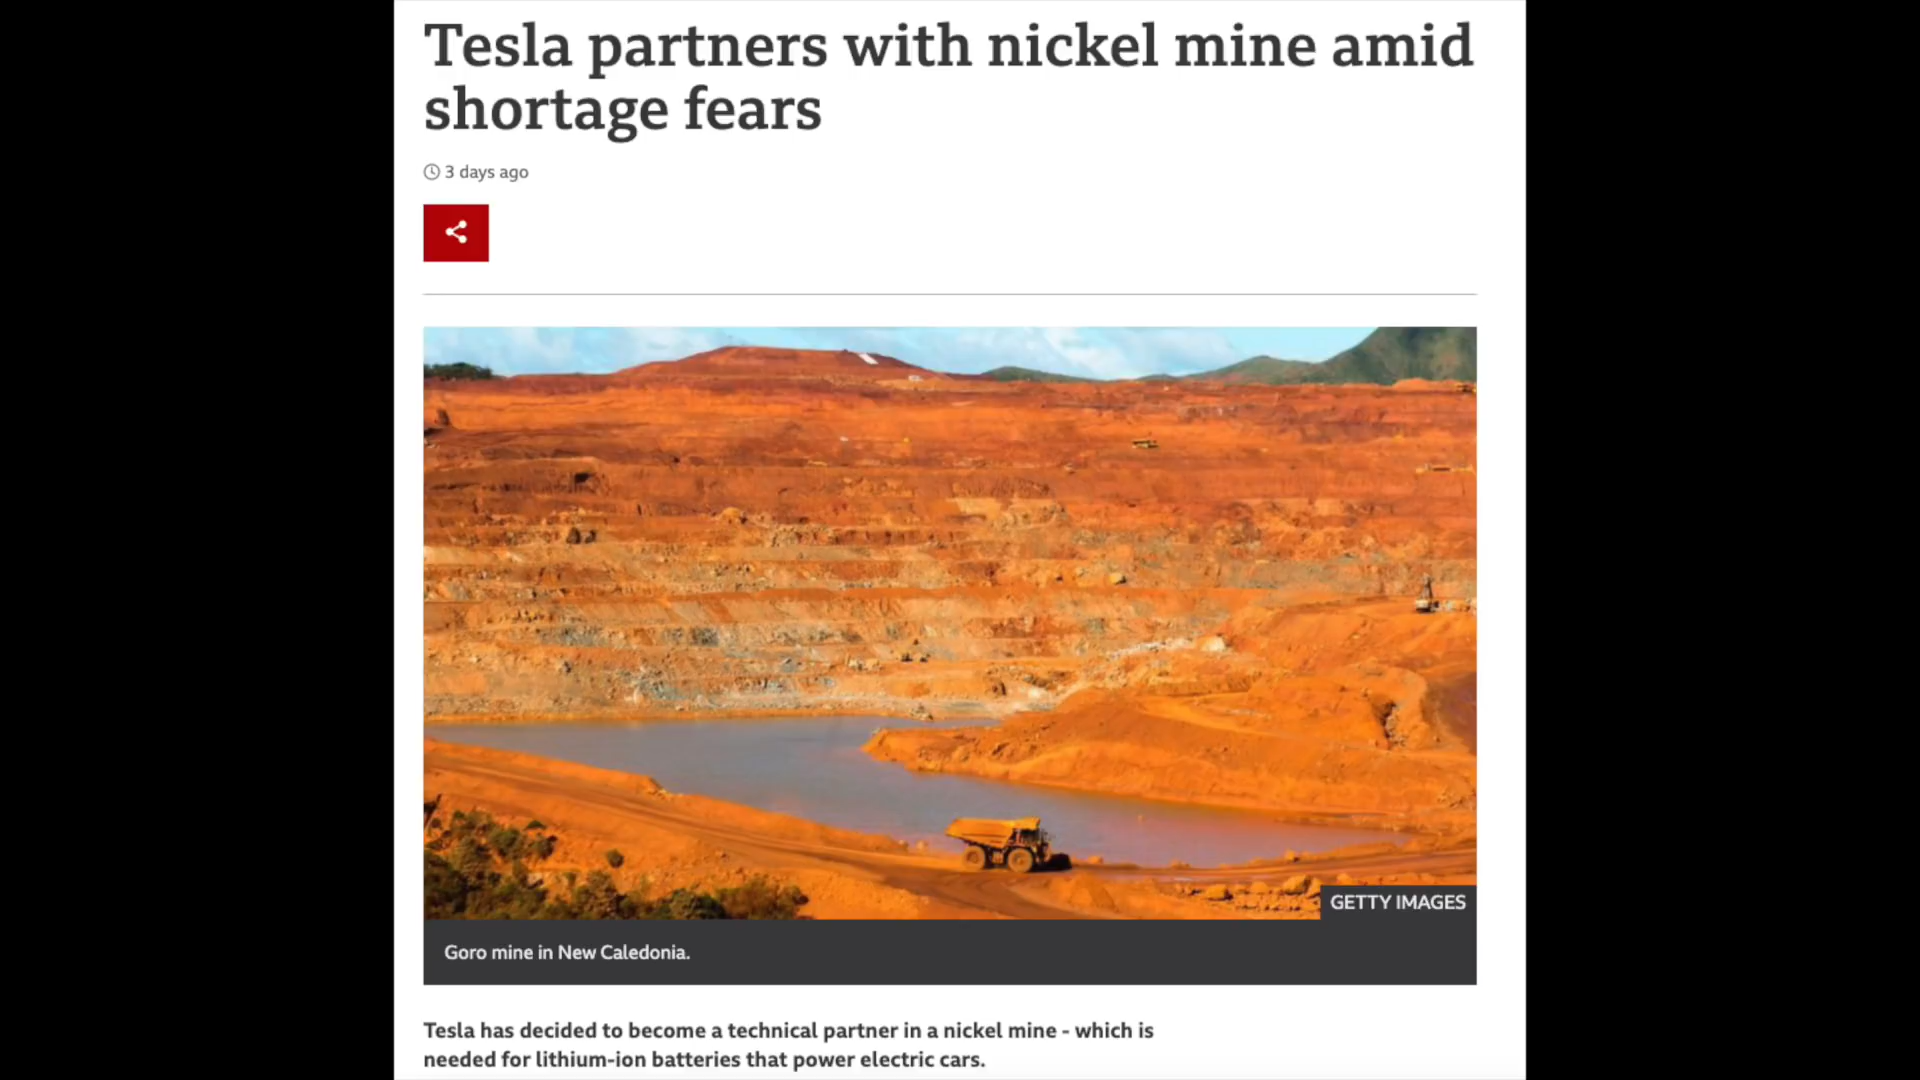 Tesla partners with nickel mine amid
shortage fears
3 days ago
GETTY IMAGES
Goro mine in New Caledonia.
Tesla has decided to become a technical partner in a nickel mine - which is
needed for lithium-ion batteries that power electric cars.